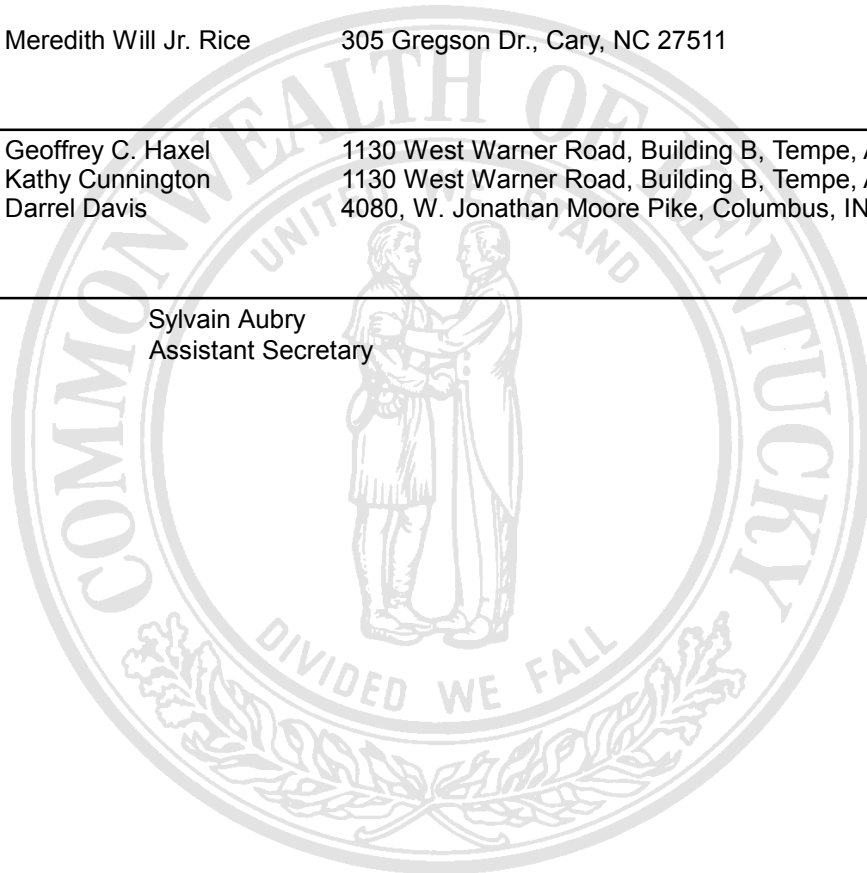 Meredith Will Jr. Rice 305 Gregson Dr., Cary, NC 27511
Geoffrey C. Haxel 1130 West Warner Road, Building B, Tempe,
Kathy Cunnington 1130 West Warner Road, Building B, Tempe,
Darrel Davis 4080, W. Jonathan Moore Pike, Columbus, IN
Sylvain Aubry
Assistant Secretary
COMMONWEALTH OF KENTUCKY
UNITED WE STAND
DIVIDED WE FALL